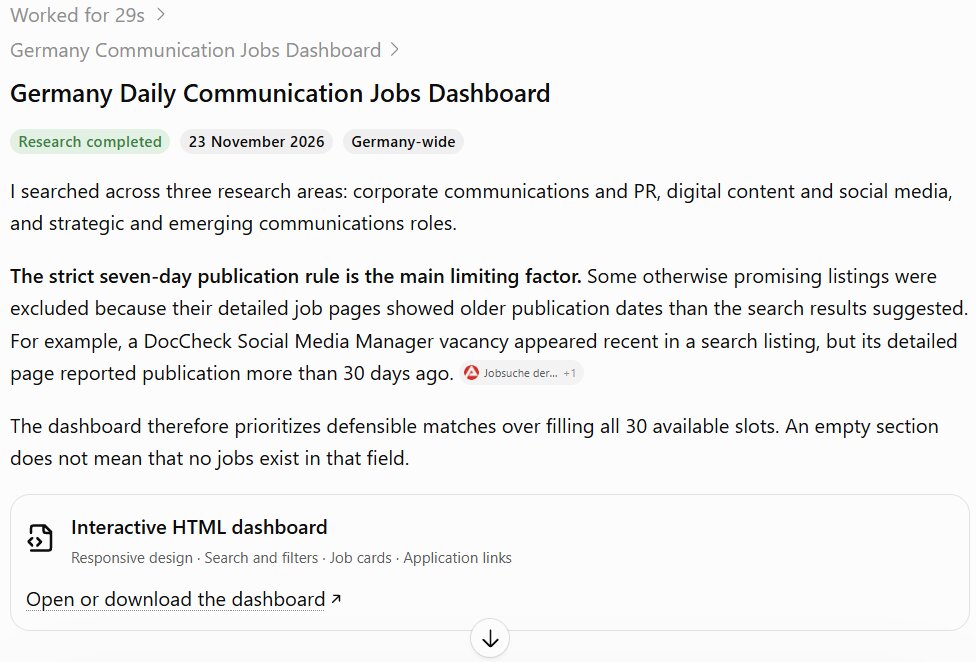 Worked for 29s
Germany Communication Jobs Dashboard
Germany Daily Communication Jobs Dashboard
Research completed 23 November 2026 Germany-wide
I searched across three research areas: corporate communications and PR, digital content and social media,
and strategic and emerging communications roles.
The strict seven-day publication rule is the main limiting factor. Some otherwise promising listings were
excluded because their detailed job pages showed older publication dates than the search results suggested.
For example, a DocCheck Social Media Manager vacancy appeared recent in a search listing, but its detailed
page reported publication more than 30 days ago. Jobsuche der... +1
The dashboard therefore prioritizes defensible matches over filling all 30 available slots. An empty section
does not mean that no jobs exist in that field.
Interactive HTML dashboard
Responsive design · Search and filters · Job cards · Application links
Open or download the dashboard